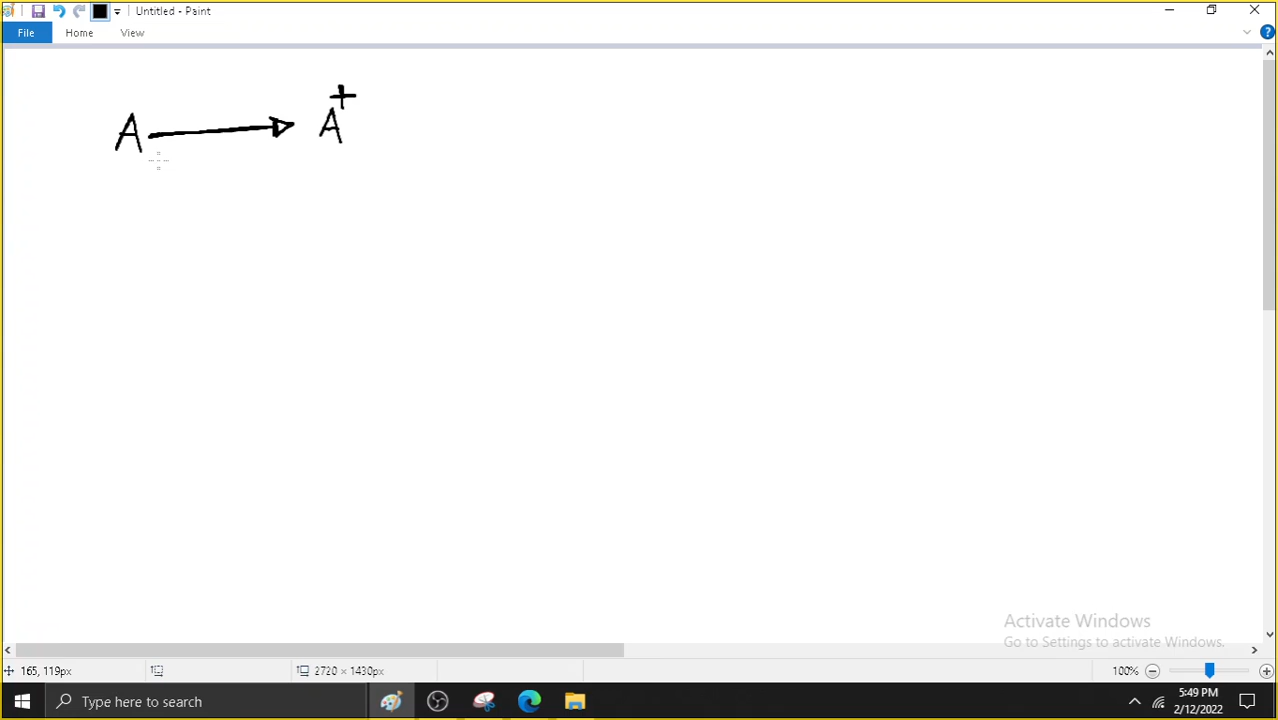 Untitled - Paint
File Home View
A → A⁺
Activate Windows
Go to Settings to activate Windows.
165, 119px 2720 × 1430px 100%
Type here to search
5:49 PM
2/12/2022